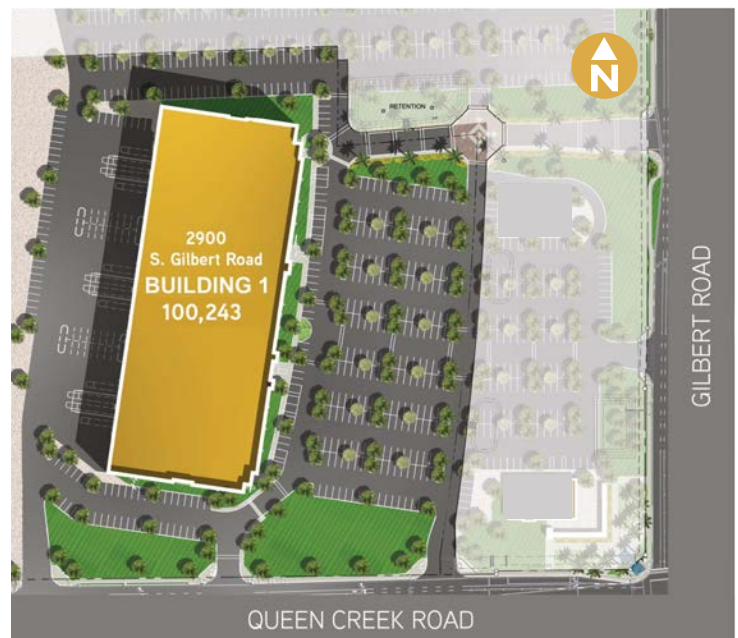 N
RETENTION
2900
S. Gilbert Road
BUILDING 1
100,243
GILBERT ROAD
QUEEN CREEK ROAD